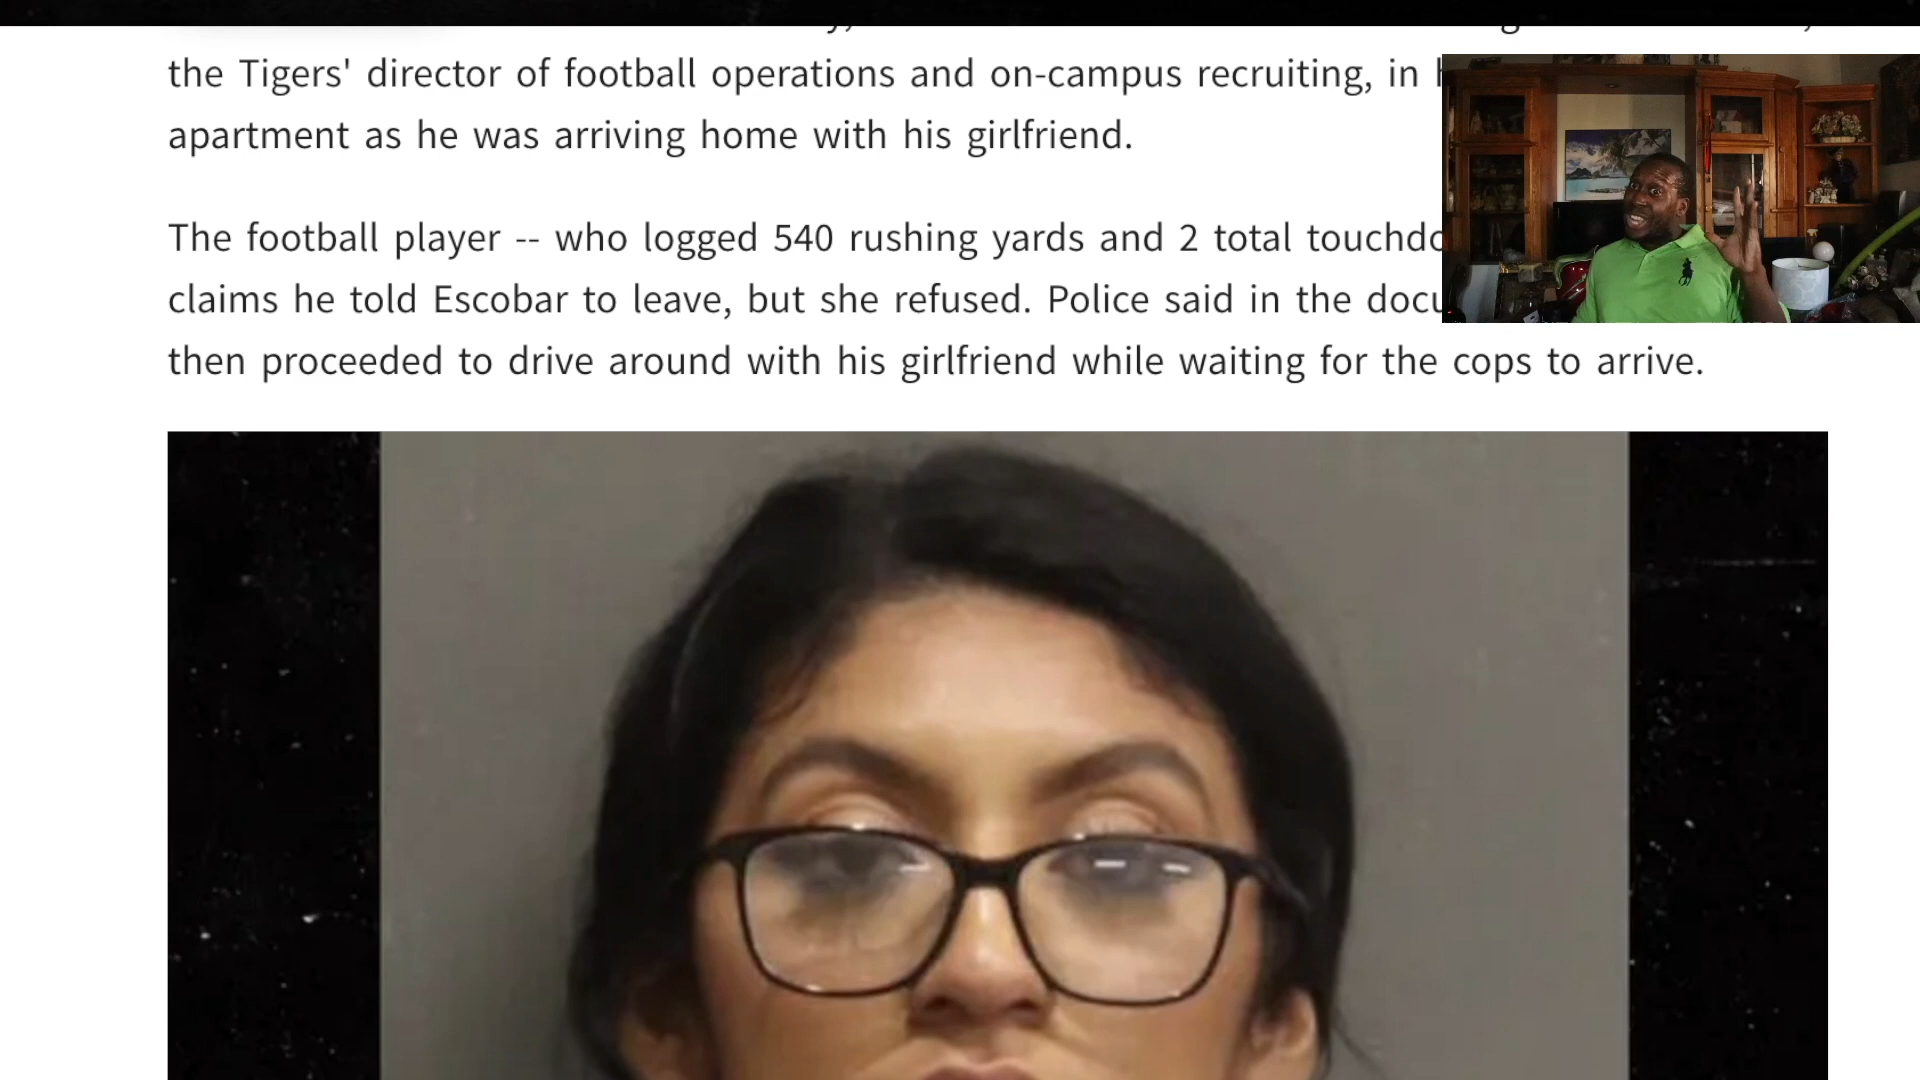 the Tigers' director of football operations and on-campus recruiting, in
apartment as he was arriving home with his girlfriend.
The football player -- who logged 540 rushing yards and 2 total
claims he told Escobar to leave, but she refused. Police said in the
then proceeded to drive around with his girlfriend while waiting for the cops to arrive.